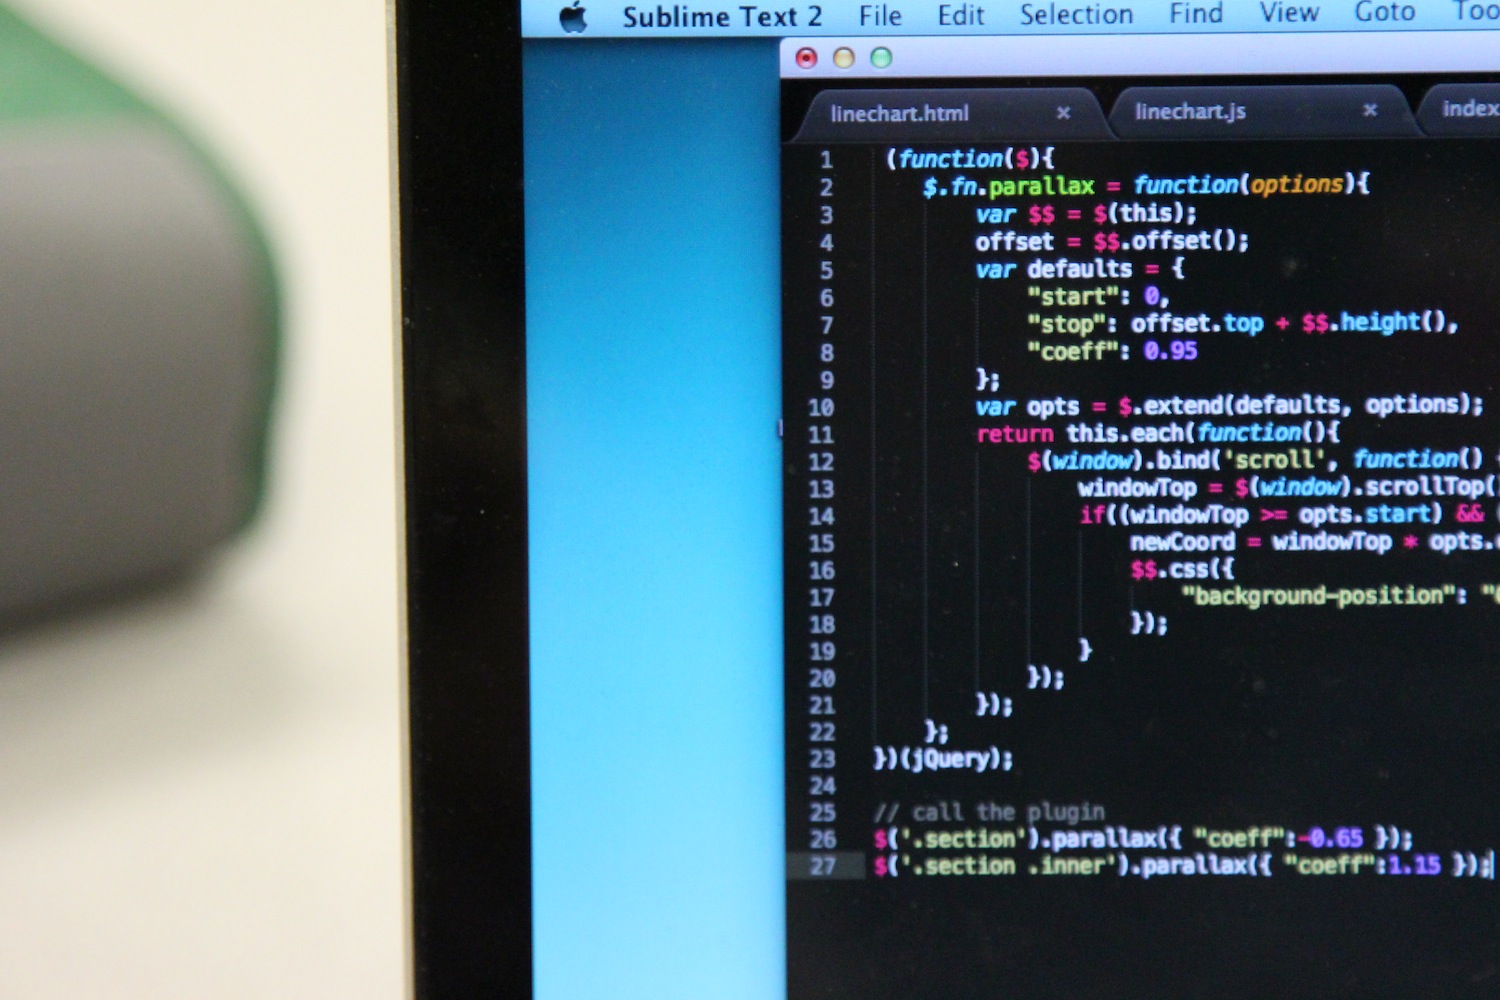 Sublime Text 2 File Edit Selection Find View Goto Too
linechart.html × linechart.js × index
1 (function($){
2 $.fn.parallax = function(options){
3 var $$ = $(this);
4 offset = $$.offset();
5 var defaults = {
6 "start": 0,
7 "stop": offset.top + $$.height(),
8 "coeff": 0.95
9 };
10 var opts = $.extend(defaults, options);
11 return this.each(function(){
12 $(window).bind('scroll', function()
13 windowTop = $(window).scrollTop(
14 if((windowTop >= opts.start) && (
15 newCoord = windowTop * opts.
16 $$.css({
17 "background-position": "
18 });
19 }
20 });
21 });
22 };
23 })(jQuery);
24
25 // call the plugin
26 $('.section').parallax({ "coeff":-0.65 });
27 $('.section .inner').parallax({ "coeff":1.15 });